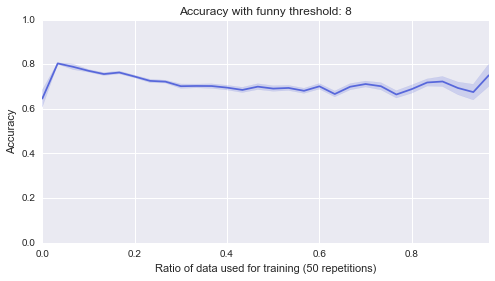 Accuracy with funny threshold: 8
1.0
0.8
0.6
0.4
0.2
0.0
Accuracy
0.0 0.2 0.4 0.6 0.8
Ratio of data used for training (50 repetitions)